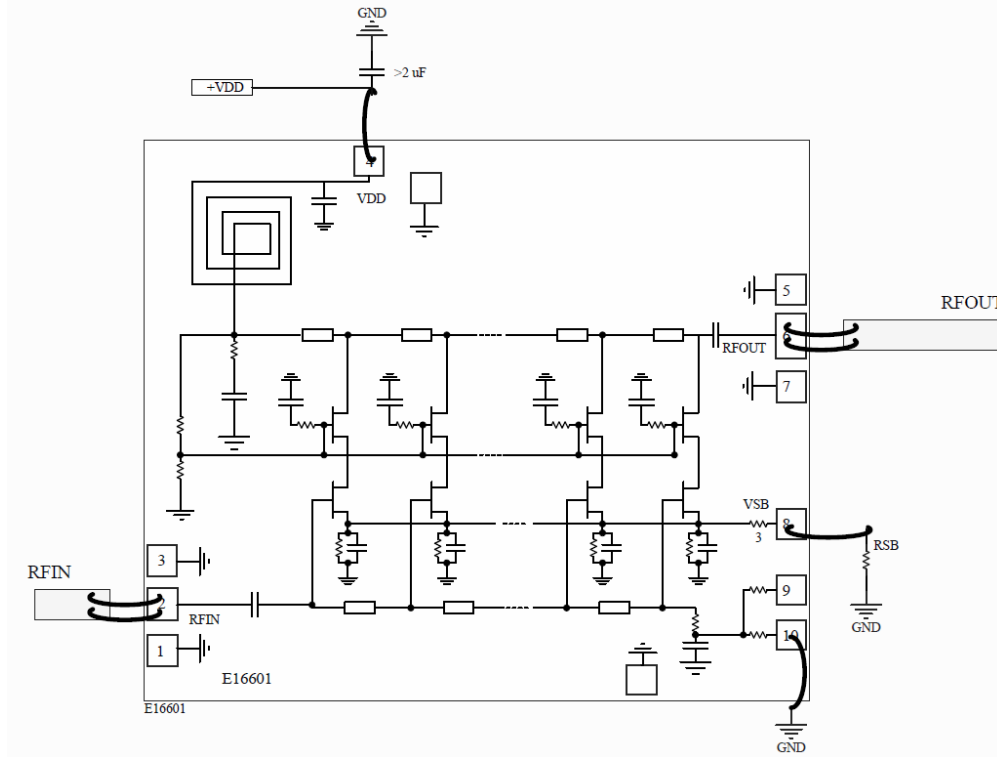 GND
>2 uF
+VDD
4
VDD
5
RFOUT
6
RFOUT
7
VSB
8
3
RSB
3
RFIN
9
2
RFIN
GND
10
1
E16601
E16601
GND